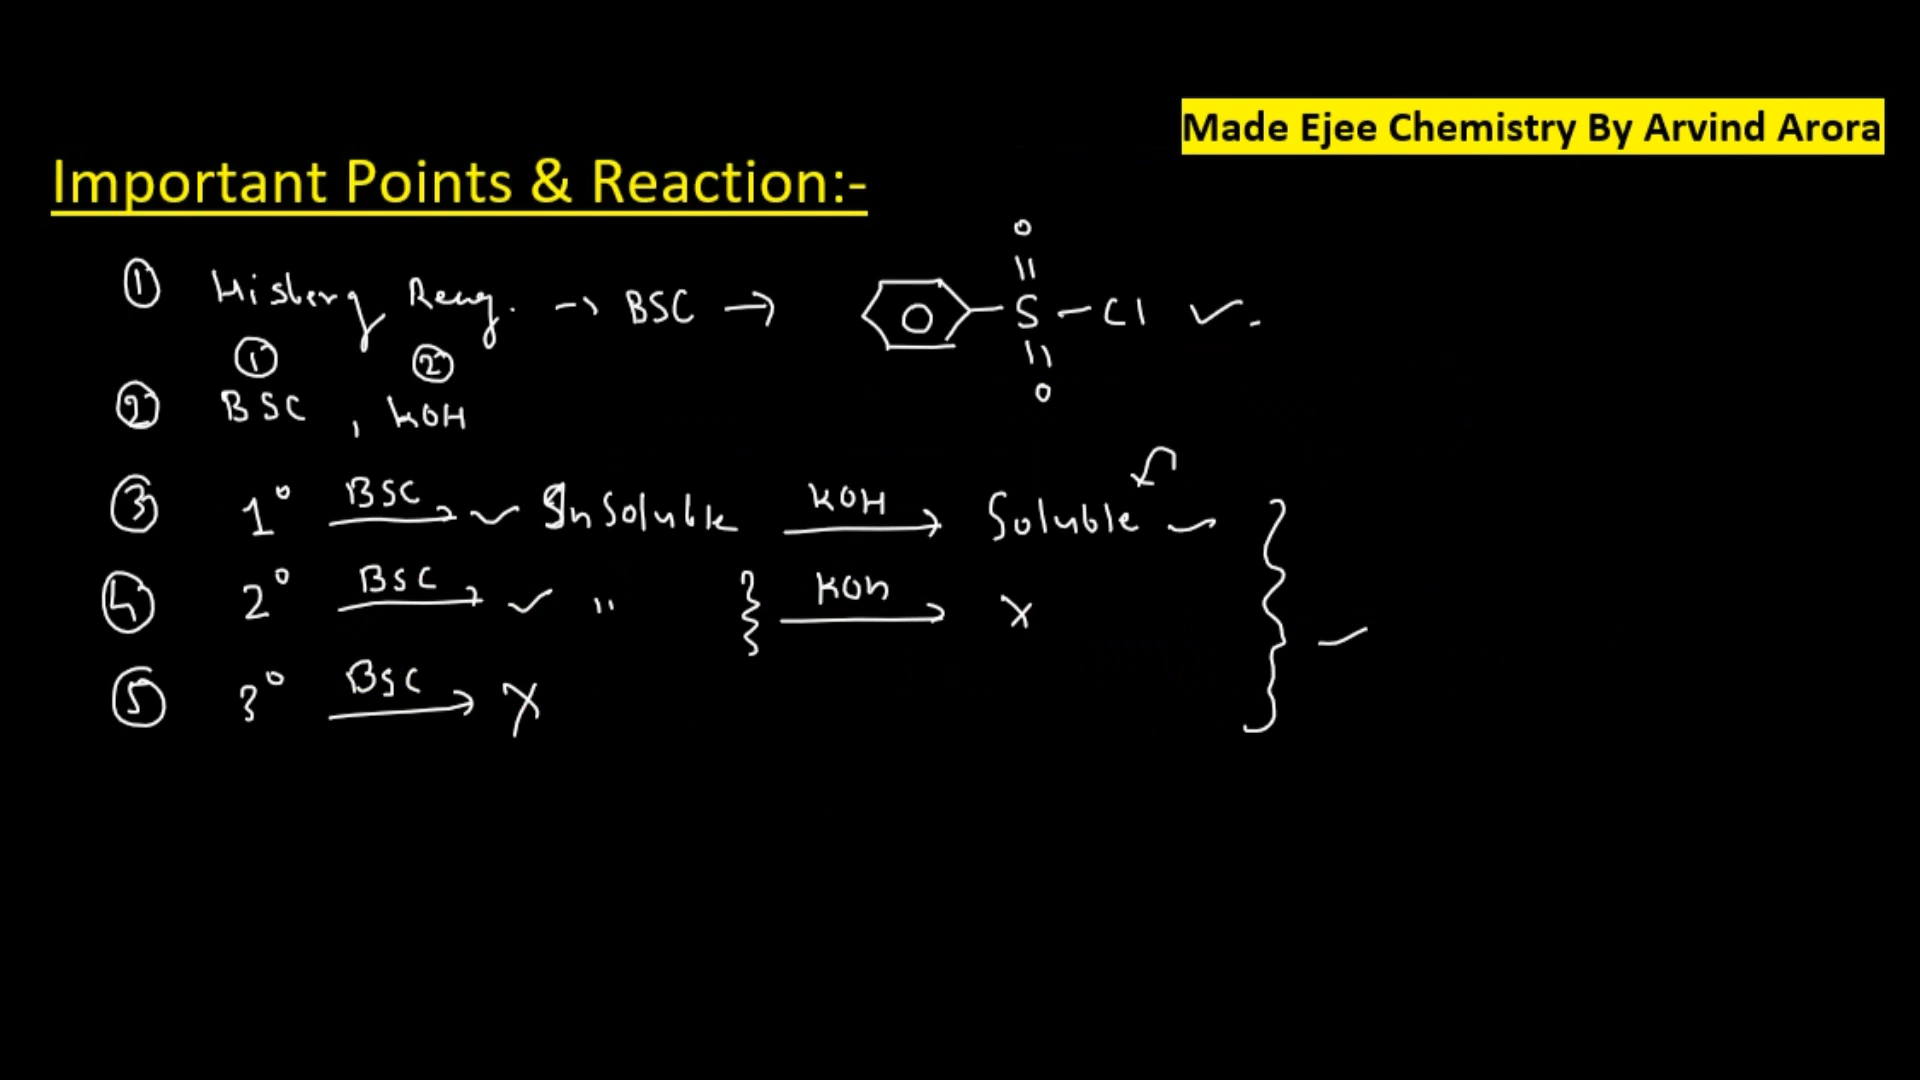 Made Ejee Chemistry By Arvind Arora
Important Points & Reaction:-
① Hisberg Reag. → BSC → O S - Cl O O
① ②
② BSC , KOH
③ 1° BSC → Insoluble KOH → Soluble
④ 2° BSC → " } KOH → X
⑤ 3° BSC → X